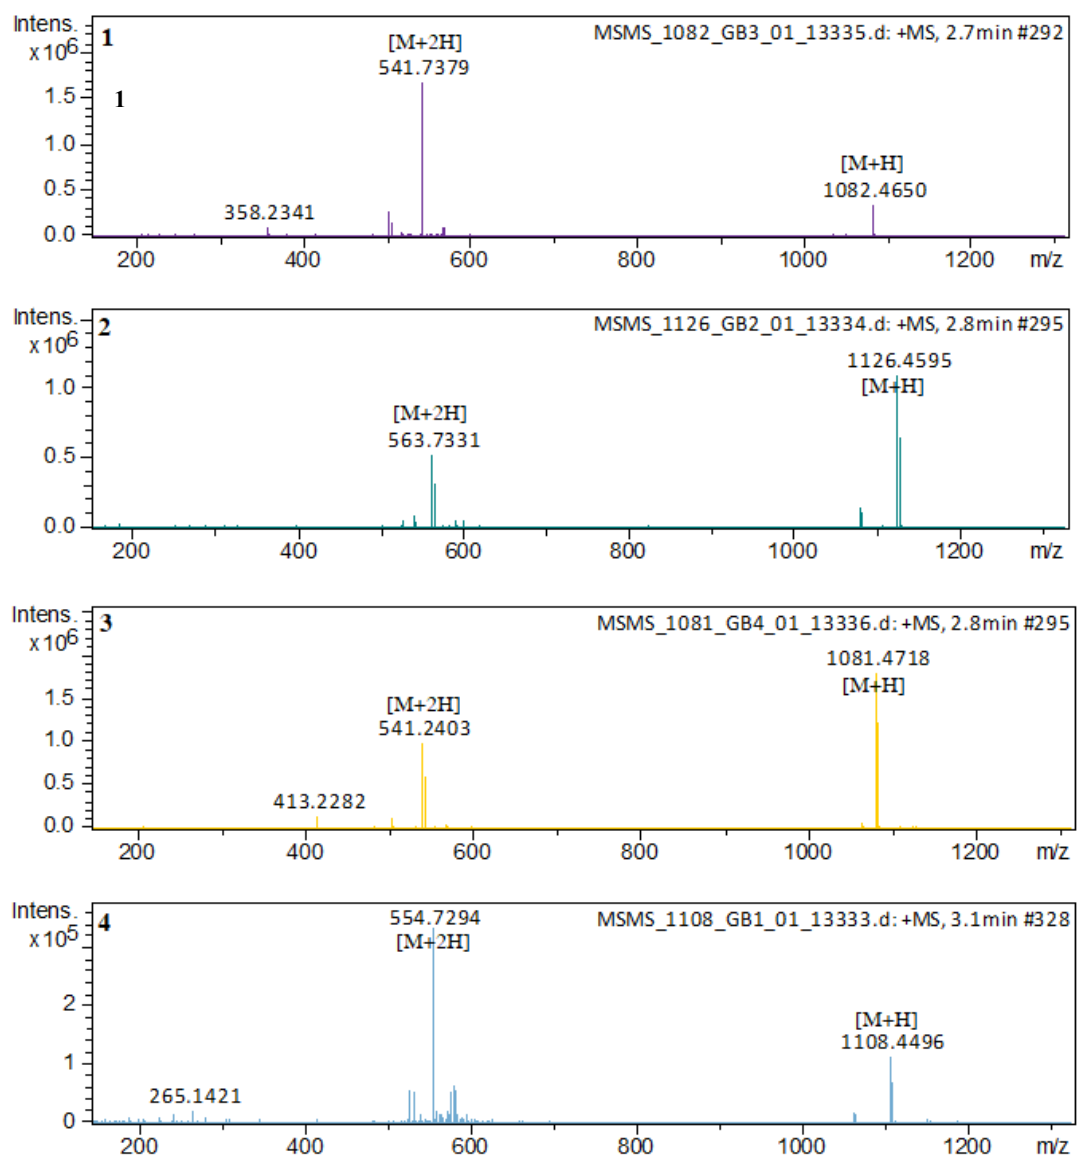 Intens.
x10⁶
1
MSMS_1082_GB3_01_13335.d: +MS, 2.7min #292
[M+2H]
541.7379
1.5
1
1.0
[M+H]
0.5
358.2341
1082.4650
0.0
200 400 600 800 1000 1200 m/z
Intens.
x10⁶
2
MSMS_1126_GB2_01_13334.d: +MS, 2.8min #295
1126.4595
1.0
[M+H]
[M+2H]
563.7331
0.5
0.0
200 400 600 800 1000 1200 m/z
Intens.
x10⁶
3
MSMS_1081_GB4_01_13336.d: +MS, 2.8min #295
1081.4718
[M+H]
1.5
[M+2H]
541.2403
1.0
0.5
413.2282
0.0
200 400 600 800 1000 1200 m/z
Intens.
x10⁵
4
554.7294
MSMS_1108_GB1_01_13333.d: +MS, 3.1min #328
[M+2H]
2
[M+H]
1108.4496
1
265.1421
0
200 400 600 800 1000 1200 m/z